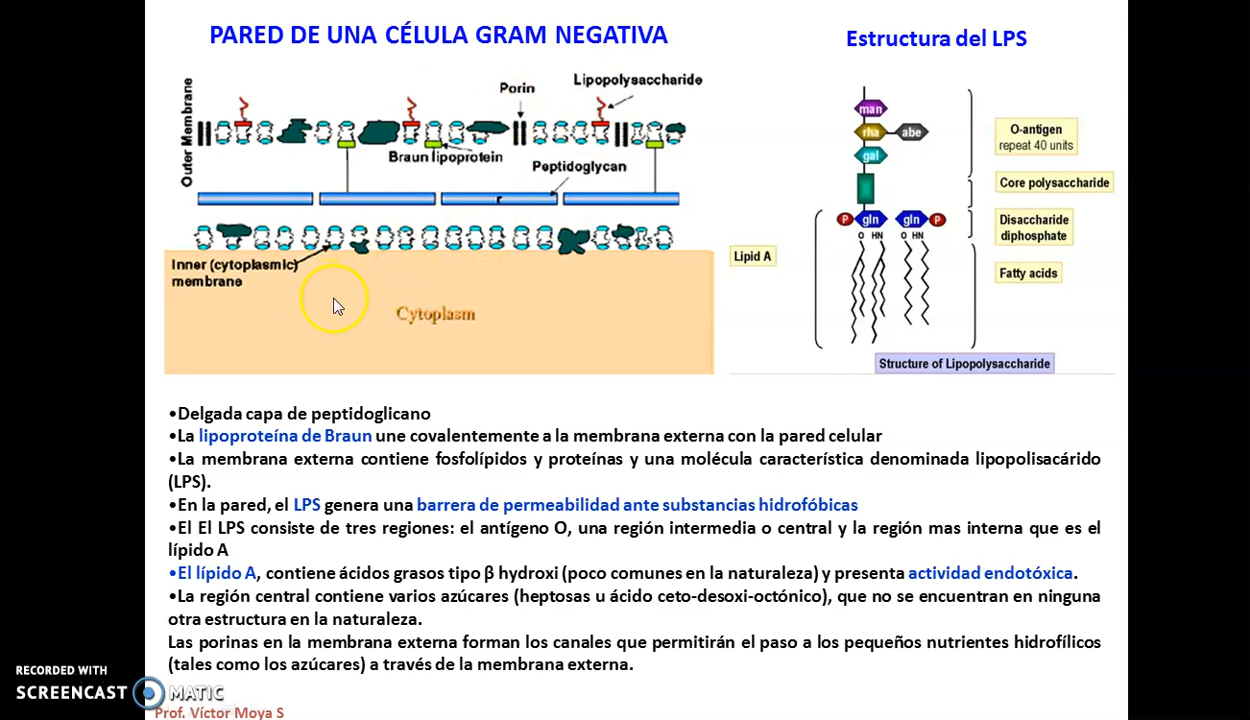 PARED DE UNA CÉLULA GRAM NEGATIVA
Estructura del LPS
Outer Membrane
Porin
Lipopolysaccharide
Braun lipoprotein
Peptidoglycan
r
Inner (cytoplasmic)
membrane
Cytoplasm
man
rha
abe
gal
P
gln
gln
P
O HN
O HN
O-antigen
repeat 40 units
Core polysaccharide
Disaccharide
diphosphate
Lipid A
Fatty acids
Structure of Lipopolysaccharide
•Delgada capa de peptidoglicano
•La lipoproteína de Braun une covalentemente a la membrana externa con la pared celular
•La membrana externa contiene fosfolípidos y proteínas y una molécula característica denominada lipopolisacárido
(LPS).
•En la pared, el LPS genera una barrera de permeabilidad ante substancias hidrofóbicas
•El El LPS consiste de tres regiones: el antígeno O, una región intermedia o central y la región mas interna que es el
lípido A
•El lípido A, contiene ácidos grasos tipo β hydroxi (poco comunes en la naturaleza) y presenta actividad endotóxica.
•La región central contiene varios azúcares (heptosas u ácido ceto-desoxi-octónico), que no se encuentran en ninguna
otra estructura en la naturaleza.
Las porinas en la membrana externa forman los canales que permitirán el paso a los pequeños nutrientes hidrofílicos
(tales como los azúcares) a través de la membrana externa.
RECORDED WITH
SCREENCAST MATIC
Prof. Víctor Moya S